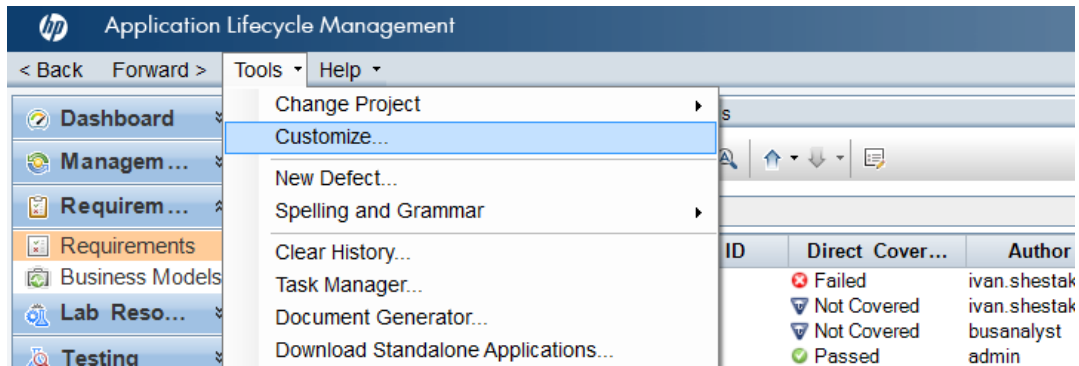 hp Application Lifecycle Management
< Back Forward > Tools Help
Dashboard
Managem...
Requirem...
Requirements
Business Models
Lab Reso...
Testing
Change Project
Customize...
New Defect...
Spelling and Grammar
Clear History...
Task Manager...
Document Generator...
Download Standalone Applications...
s
ID Direct Cover... Author
Failed ivan.shestak
Not Covered ivan.shestak
Not Covered busanalyst
Passed admin